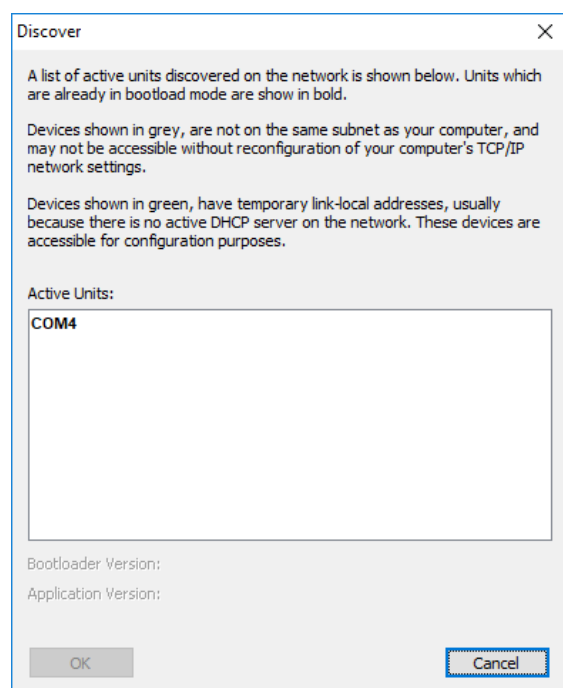 Discover
A list of active units discovered on the network is shown below. Units which
are already in bootload mode are show in bold.
Devices shown in grey, are not on the same subnet as your computer, and
may not be accessible without reconfiguration of your computer's TCP/IP
network settings.
Devices shown in green, have temporary link-local addresses, usually
because there is no active DHCP server on the network. These devices are
accessible for configuration purposes.
Active Units:
COM4
Bootloader Version:
Application Version:
OK
Cancel